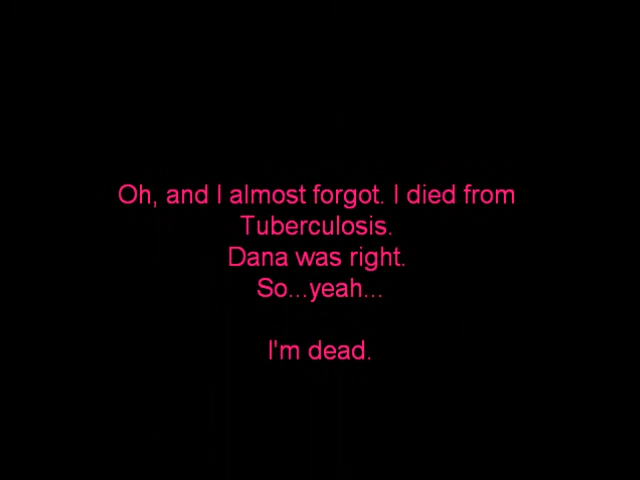 Oh, and I almost forgot. I died from
Tuberculosis.
Dana was right.
So...yeah...
I'm dead.